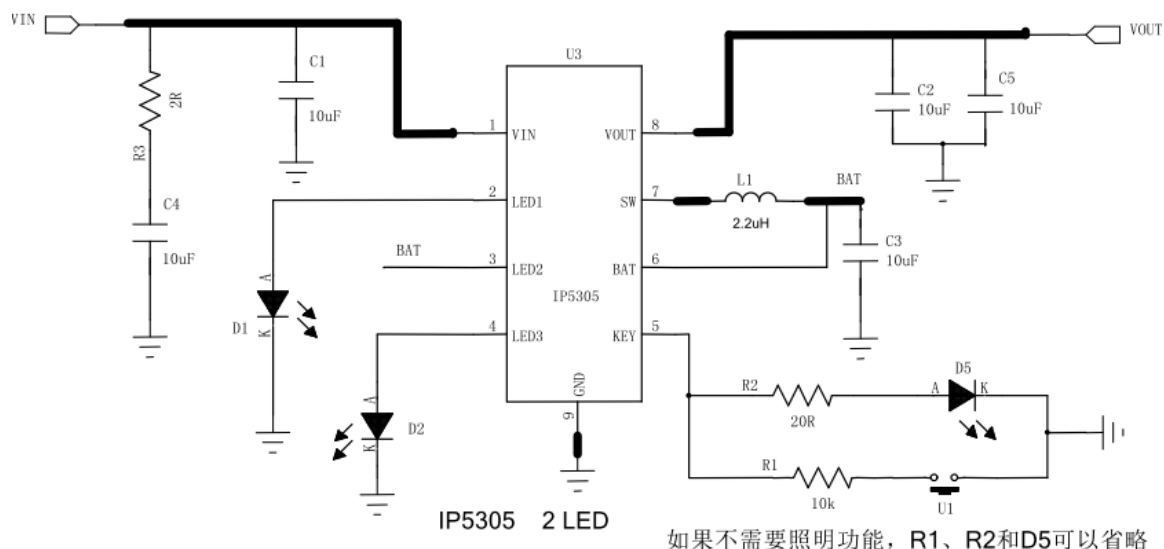 VIN
VOUT
U3
C1
10uF
2R
R3
C4
10uF
C2
10uF
C5
10uF
1
VIN
VOUT
8
2
LED1
SW
7
L1
2.2uH
BAT
C3
10uF
BAT
3
LED2
BAT
6
IP5305
4
LED3
KEY
5
A
D1
K
A
D2
K
GND
9
R2
20R
A
D5
K
R1
10k
U1
IP5305 2 LED
如果不需要照明功能，R1、R2和D5可以省略